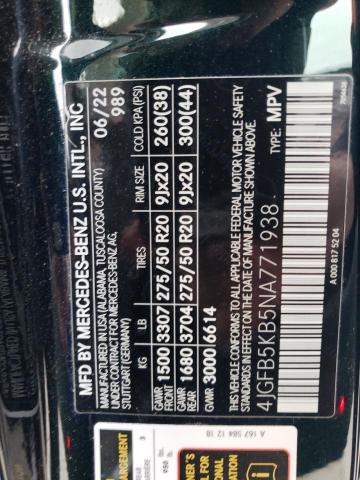 MFD BY MERCEDES-BENZ U.S. INTL., INC
MADE IN USA (ALABAMA, TUSCALOOSA COUNTY) 06/22
UNDER CONTRACT FOR MERCEDES-BENZ AG, 989
STUTTGART (GERMANY)
KG LB TIRES RIM SIZE COLD KPA(PSI)
GAWR FRONT 1500 3307 275/50 R20 9Jx20 260(38)
GAWR REAR 1680 3704 275/50 R20 9Jx20 300(44)
GVWR 3000 6614
THIS VEHICLE CONFORMS TO ALL APPLICABLE FEDERAL MOTOR VEHICLE SAFETY
AND THEFT PREVENTION STANDARDS IN EFFECT ON THE DATE OF MANUFACTURE SHOWN ABOVE.
4JGFB5KB5NA771938 TYPE: MPV
A 000 817 52 04
A 167 584 12 18